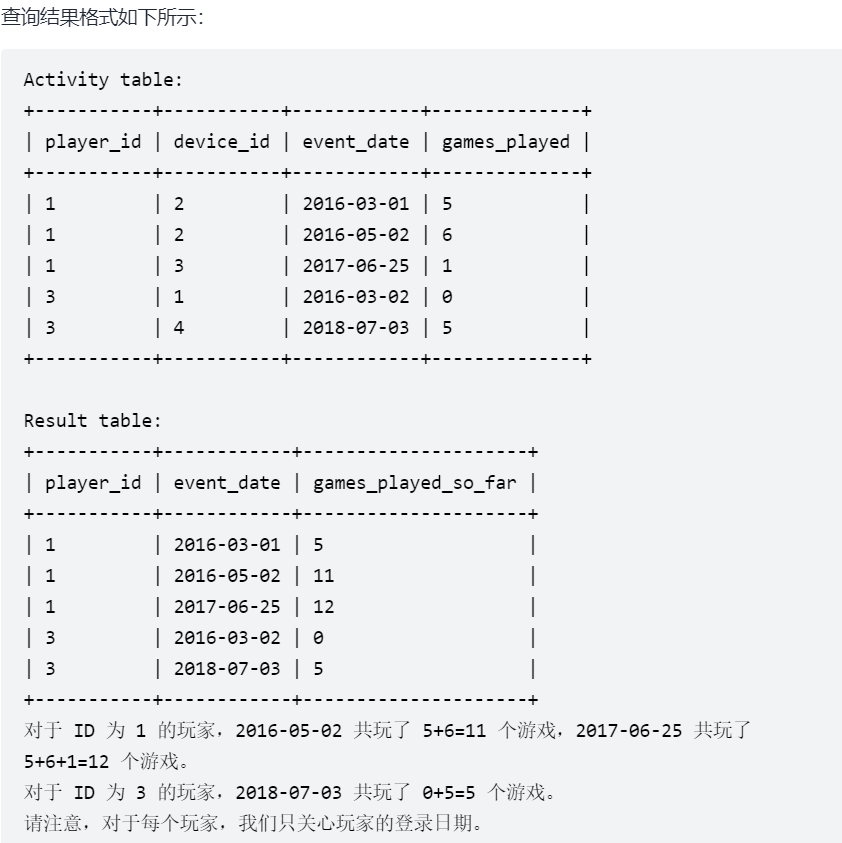 查询结果格式如下所示：
Activity table:
+-----------+-----------+------------+--------------+
| player_id | device_id | event_date | games_played |
+-----------+-----------+------------+--------------+
| 1         | 2         | 2016-03-01 | 5            |
| 1         | 2         | 2016-05-02 | 6            |
| 1         | 3         | 2017-06-25 | 1            |
| 3         | 1         | 2016-03-02 | 0            |
| 3         | 4         | 2018-07-03 | 5            |
+-----------+-----------+------------+--------------+
Result table:
+-----------+------------+---------------------+
| player_id | event_date | games_played_so_far |
+-----------+------------+---------------------+
| 1         | 2016-03-01 | 5                   |
| 1         | 2016-05-02 | 11                  |
| 1         | 2017-06-25 | 12                  |
| 3         | 2016-03-02 | 0                   |
| 3         | 2018-07-03 | 5                   |
+-----------+------------+---------------------+
对于 ID 为 1 的玩家，2016-05-02 共玩了 5+6=11 个游戏，2017-06-25 共玩了
5+6+1=12 个游戏。
对于 ID 为 3 的玩家，2018-07-03 共玩了 0+5=5 个游戏。
请注意，对于每个玩家，我们只关心玩家的登录日期。